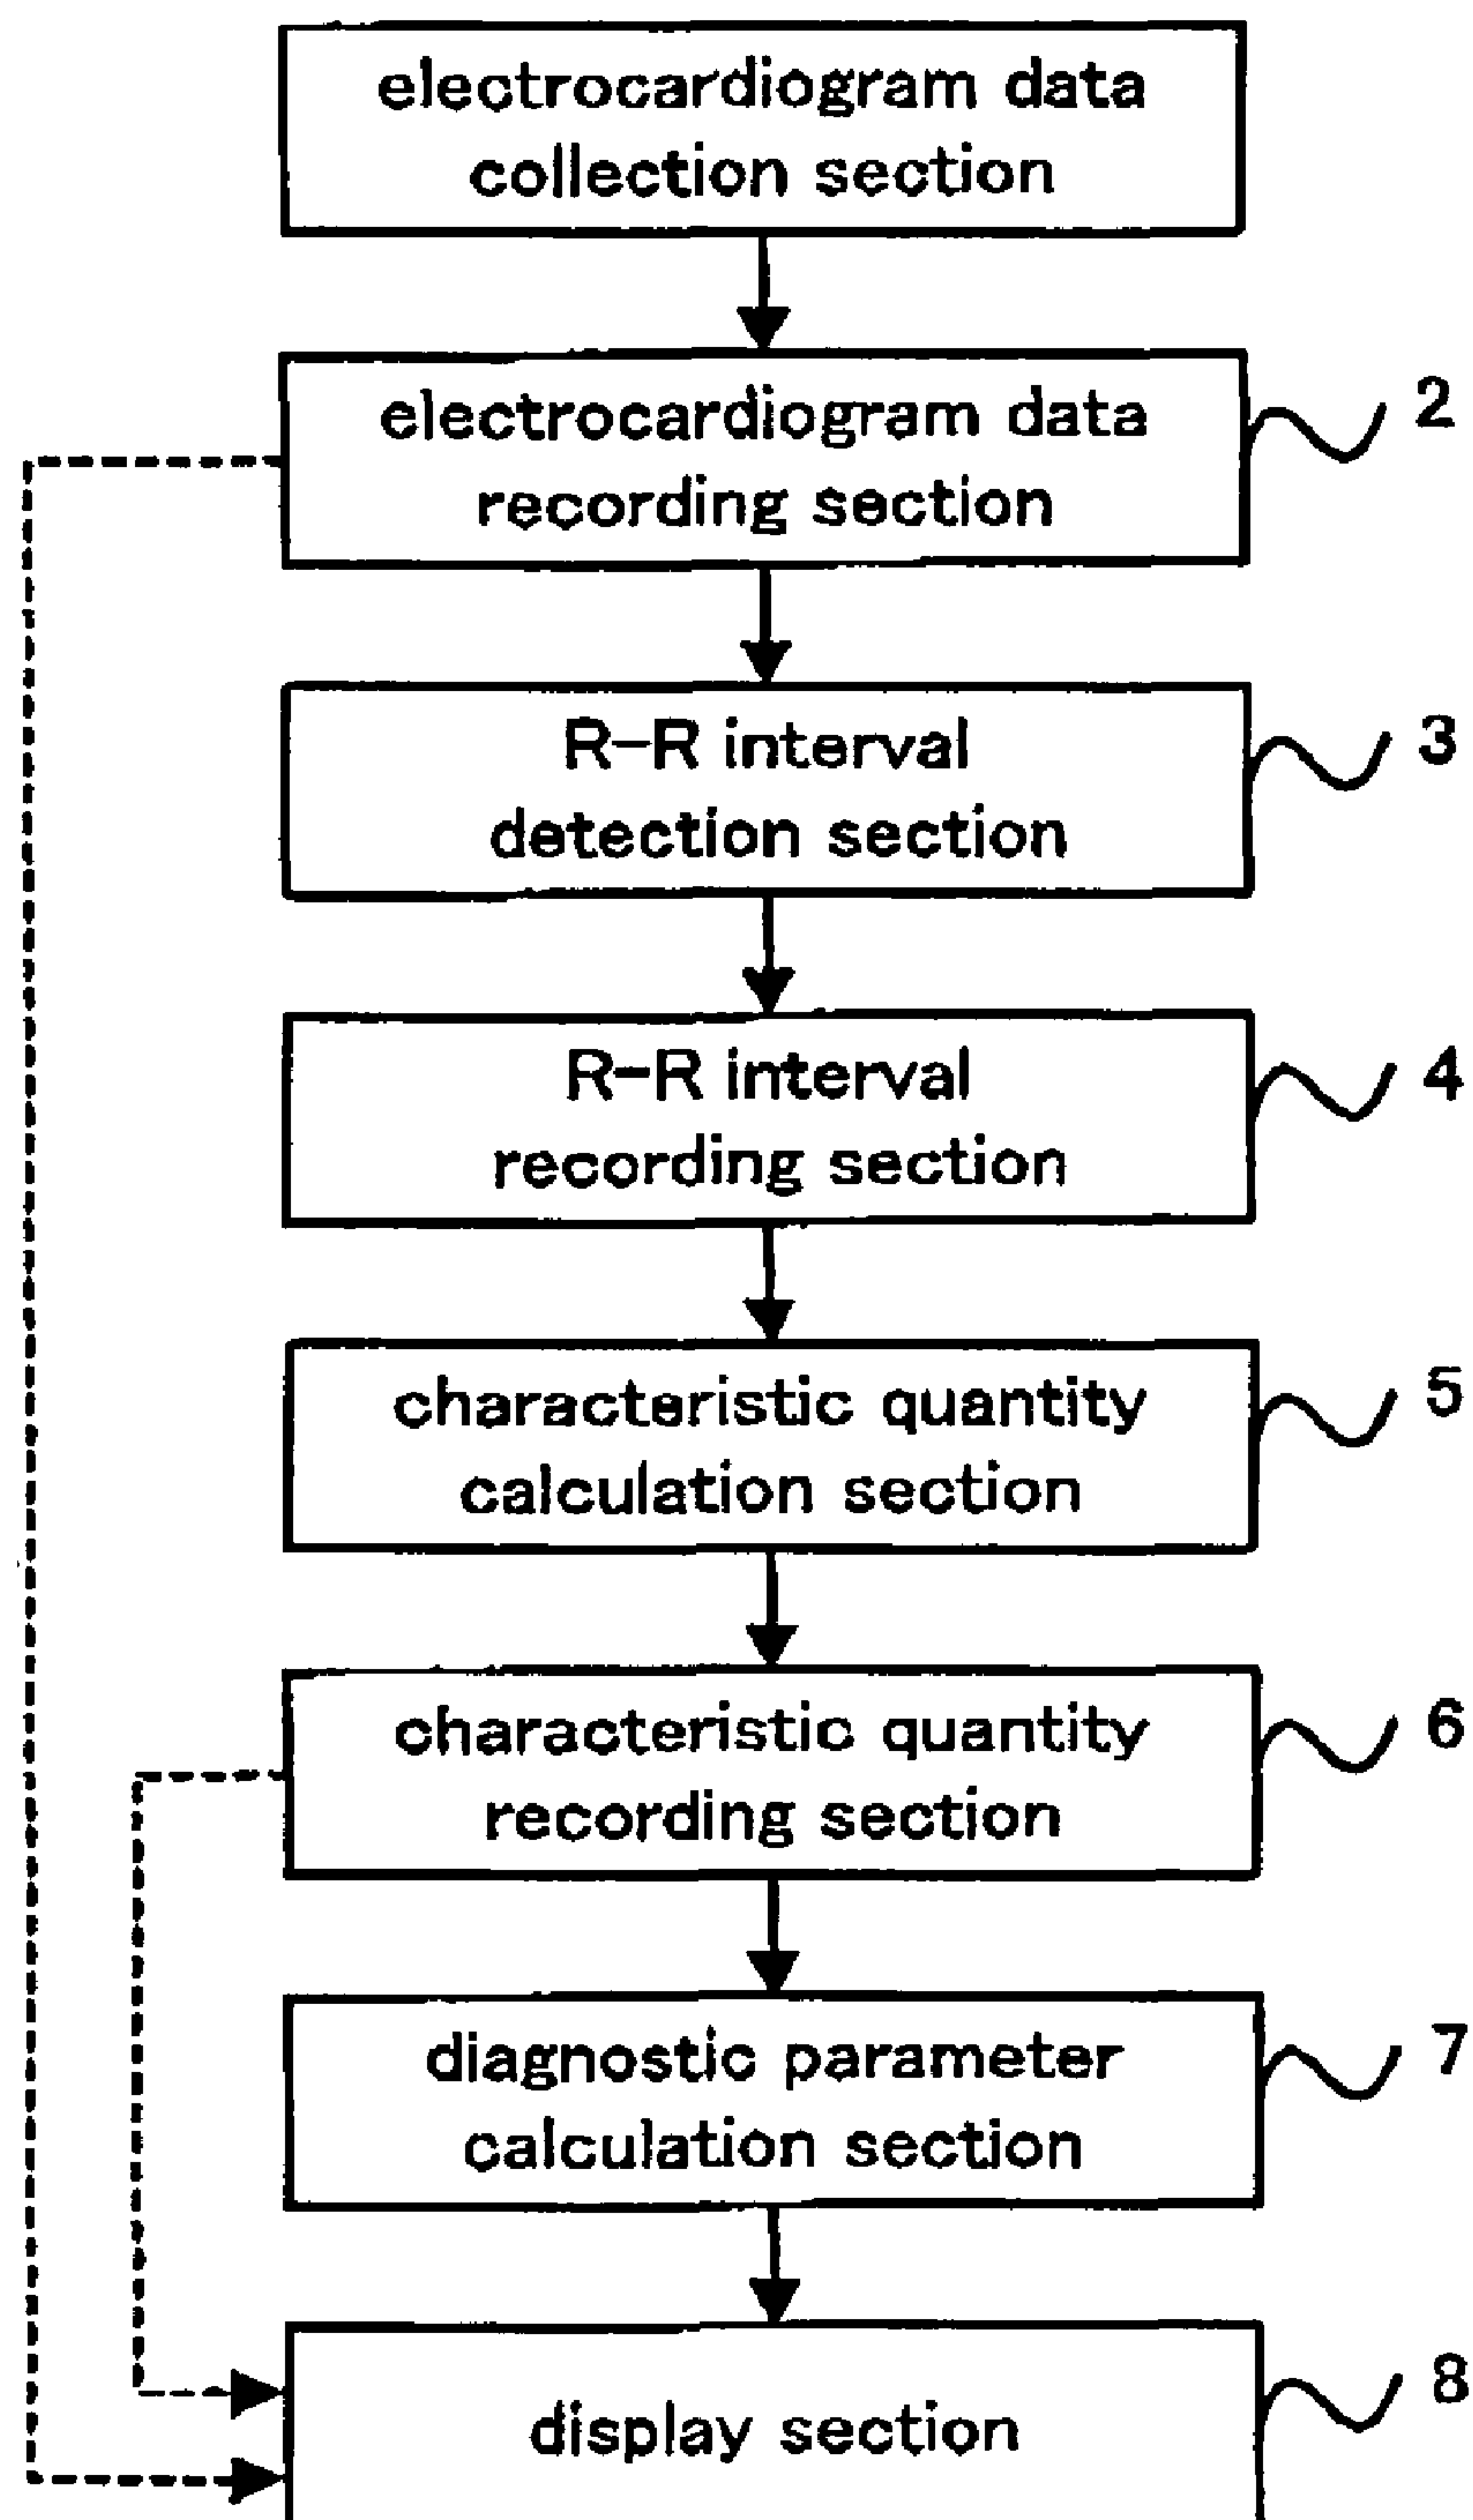 electrocardiogram data
collection section
electrocardiogram data
recording section
2
R-R interval
detection section
3
R-R interval
recording section
4
characteristic quantity
calculation section
5
characteristic quantity
recording section
6
diagnostic parameter
calculation section
7
display section
8